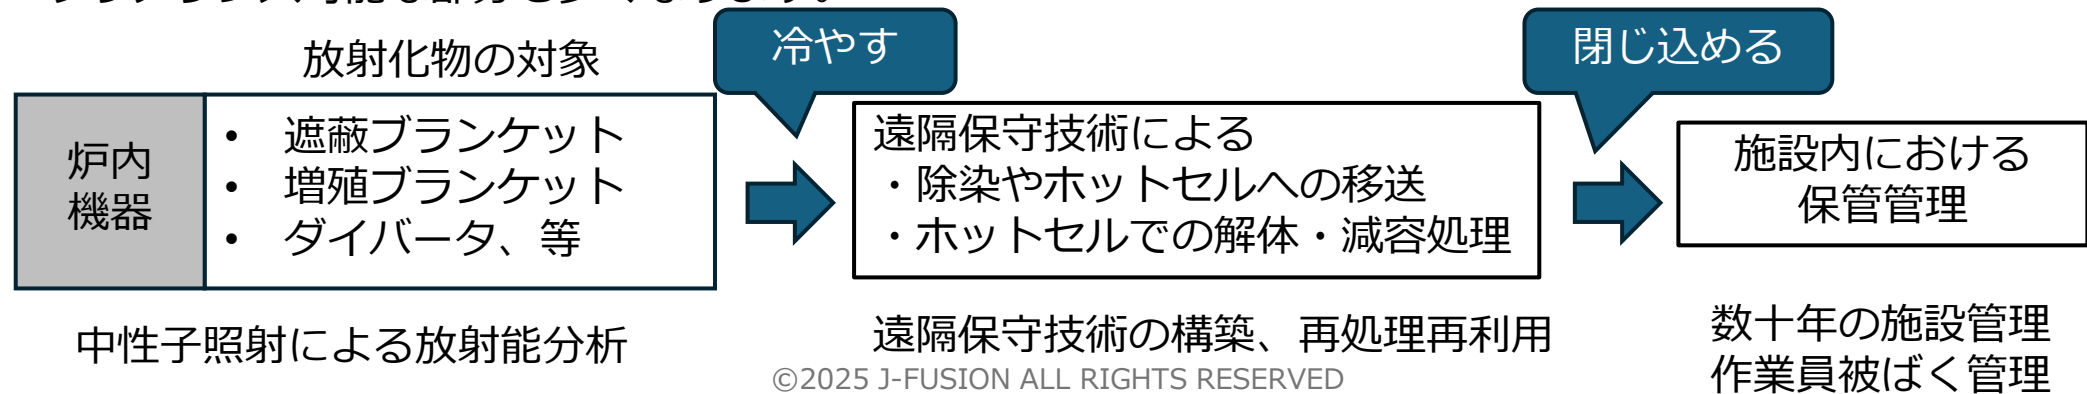 放射化物の対象
冷やす
閉じ込める
炉内
機器
• 遮蔽ブランケット
• 増殖ブランケット
• ダイバータ、等
遠隔保守技術による
・除染やホットセルへの移送
・ホットセルでの解体・減容処理
施設内における
保管管理
中性子照射による放射能分析
遠隔保守技術の構築、再処理再利用
数十年の施設管理
作業員被ばく管理
©2025 J-FUSION ALL RIGHTS RESERVED